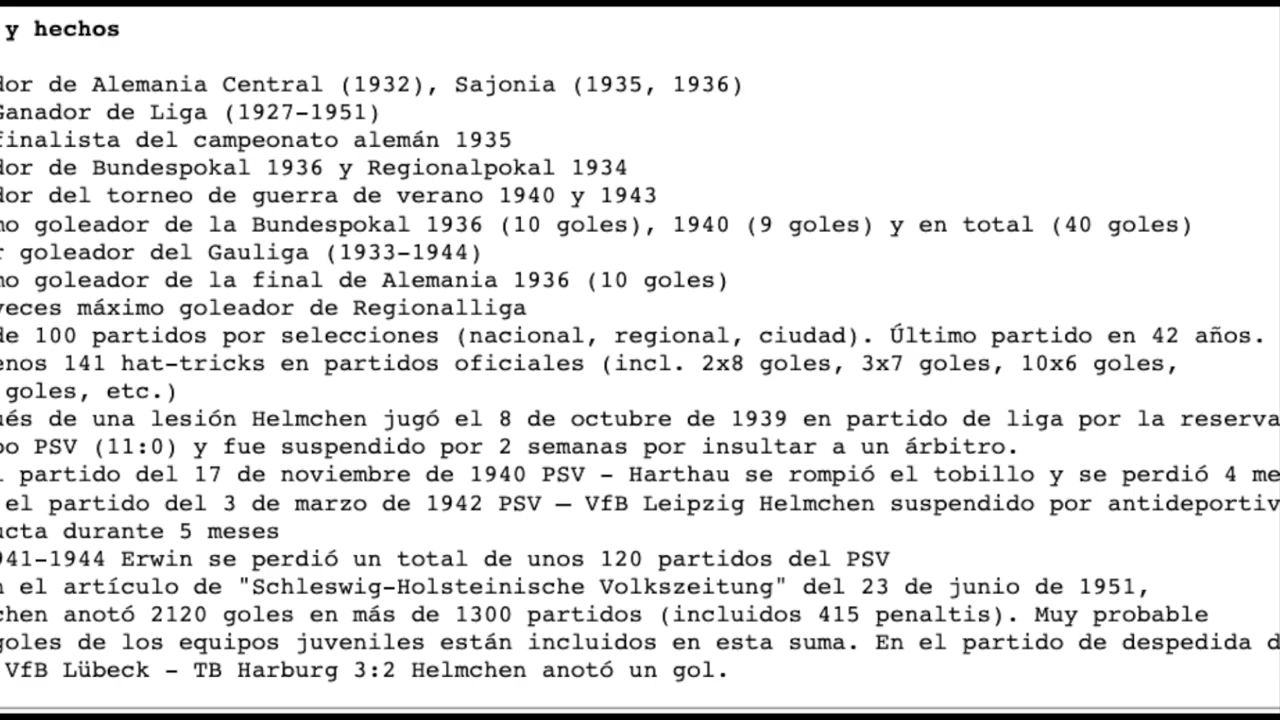 y hechos
dor de Alemania Central (1932), Sajonia (1935, 1936)
Ganador de Liga (1927–1951)
finalista del campeonato alemán 1935
dor de Bundespokal 1936 y Regionalpokal 1934
dor del torneo de guerra de verano 1940 y 1943
mo goleador de la Bundespokal 1936 (10 goles), 1940 (9 goles) y en total (40 goles)
r goleador del Gauliga (1933–1944)
mo goleador de la final de Alemania 1936 (10 goles)
veces máximo goleador de Regionalliga
de 100 partidos por selecciones (nacional, regional, ciudad). Último partido en 42 años.
enos 141 hat-tricks en partidos oficiales (incl. 2x8 goles, 3x7 goles, 10x6 goles,
goles, etc.)
ués de una lesión Helmchen jugó el 8 de octubre de 1939 en partido de liga por la reserva
po PSV (11:0) y fue suspendido por 2 semanas por insultar a un árbitro.
l partido del 17 de noviembre de 1940 PSV - Harthau se rompió el tobillo y se perdió 4 me
el partido del 3 de marzo de 1942 PSV – VfB Leipzig Helmchen suspendido por antideportiv
ucta durante 5 meses
941-1944 Erwin se perdió un total de unos 120 partidos del PSV
n el artículo de "Schleswig-Holsteinische Volkszeitung" del 23 de junio de 1951,
chen anotó 2120 goles en más de 1300 partidos (incluidos 415 penaltis). Muy probable
goles de los equipos juveniles están incluidos en esta suma. En el partido de despedida d
VfB Lübeck - TB Harburg 3:2 Helmchen anotó un gol.